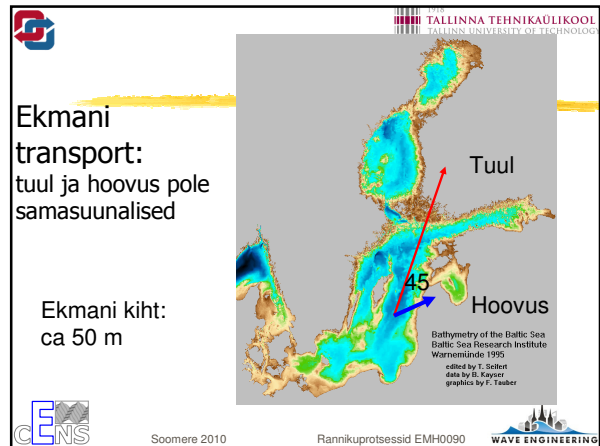 1918
TALLINNA TEHNIKAÜLIKOOL
TALLINN UNIVERSITY OF TECHNOLOGY
Ekmani
transport:
tuul ja hoovus pole
samasuunalised
Ekmani kiht:
ca 50 m
Tuul
45
Hoovus
Bathymetry of the Baltic Sea
Baltic Sea Research Institute
Warnemünde 1995
edited by T. Seifert
data by B. Kayser
graphics by F. Tauber
CENS
Soomere 2010
Rannikuprotsessid EMH0090
WAVE ENGINEERING